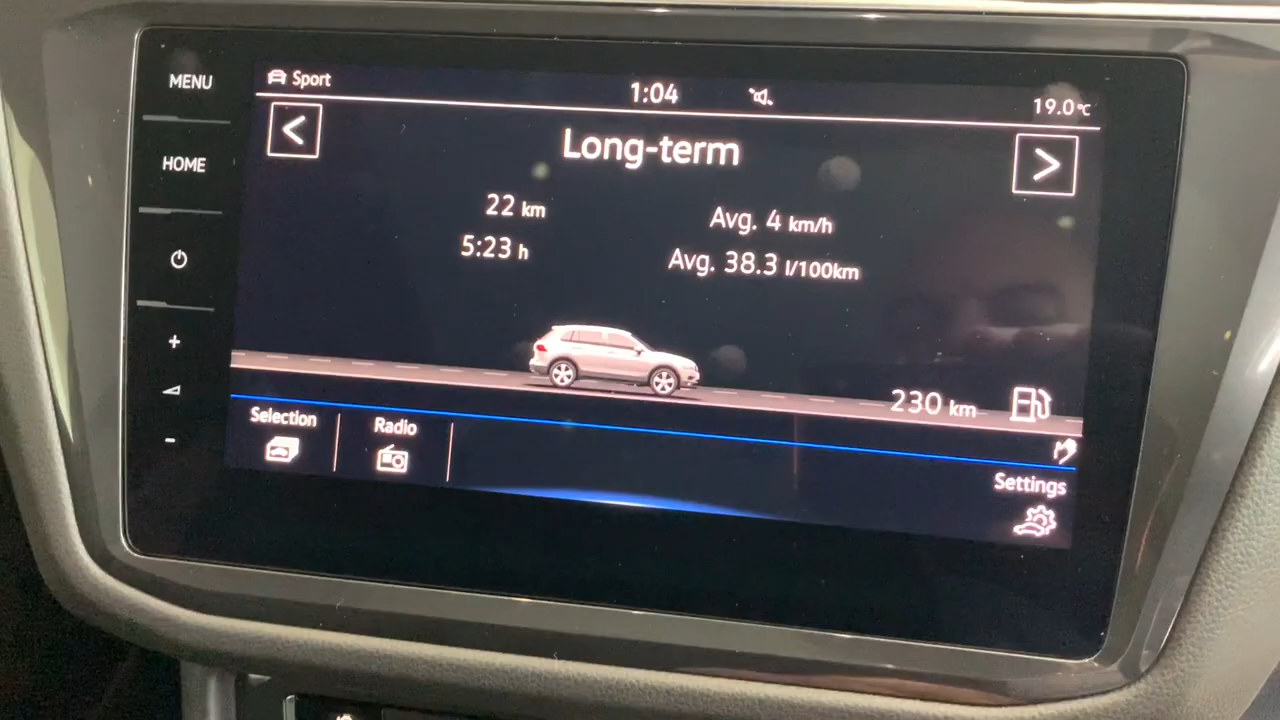 MENU
HOME
+
-
Sport
1:04
19.0°C
<
Long-term
>
22 km
Avg. 4 km/h
5:23 h
Avg. 38.3 l/100km
230 km
Selection
Radio
Settings